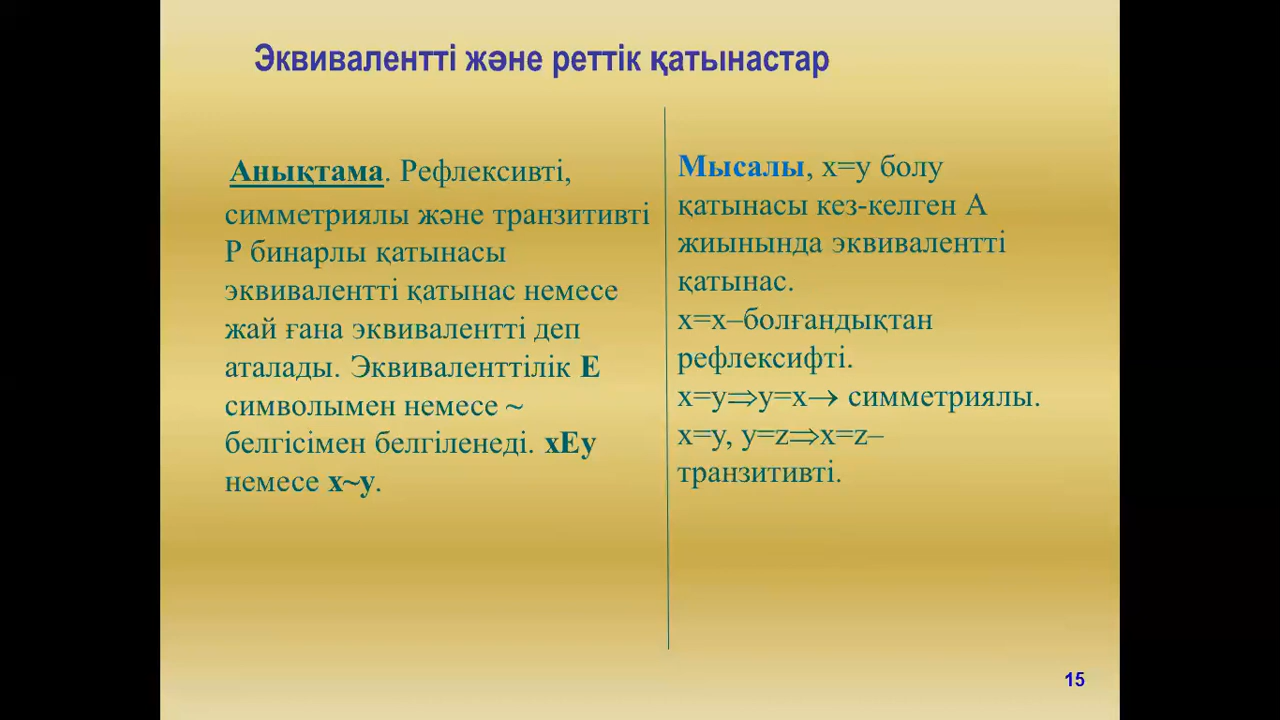 Эквивалентті және реттік қатынастар
Анықтама. Рефлексивті,
симметриялы және транзитивті
Р бинарлы қатынасы
эквивалентті қатынас немесе
жай ғана эквивалентті деп
аталады. Эквиваленттілік Е
символымен немесе ~
белгісімен белгіленеді. хЕу
немесе х~у.
Мысалы, х=у болу
қатынасы кез-келген А
жиынында эквивалентті
қатынас.
х=х–болғандықтан
рефлексифті.
х=у⇒у=х→ симметриялы.
х=у, у=z⇒х=z–
транзитивті.
15